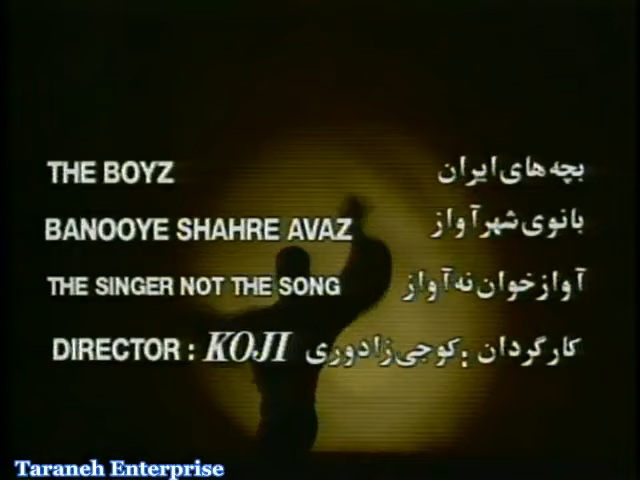 THE BOYZ بچه های ایران
BANOOYE SHAHRE AVAZ بانوی شهر آواز
THE SINGER NOT THE SONG آوازخوان نه آواز
DIRECTOR : KOJI کارگردان : کوجی زادوری
Taraneh Enterprise